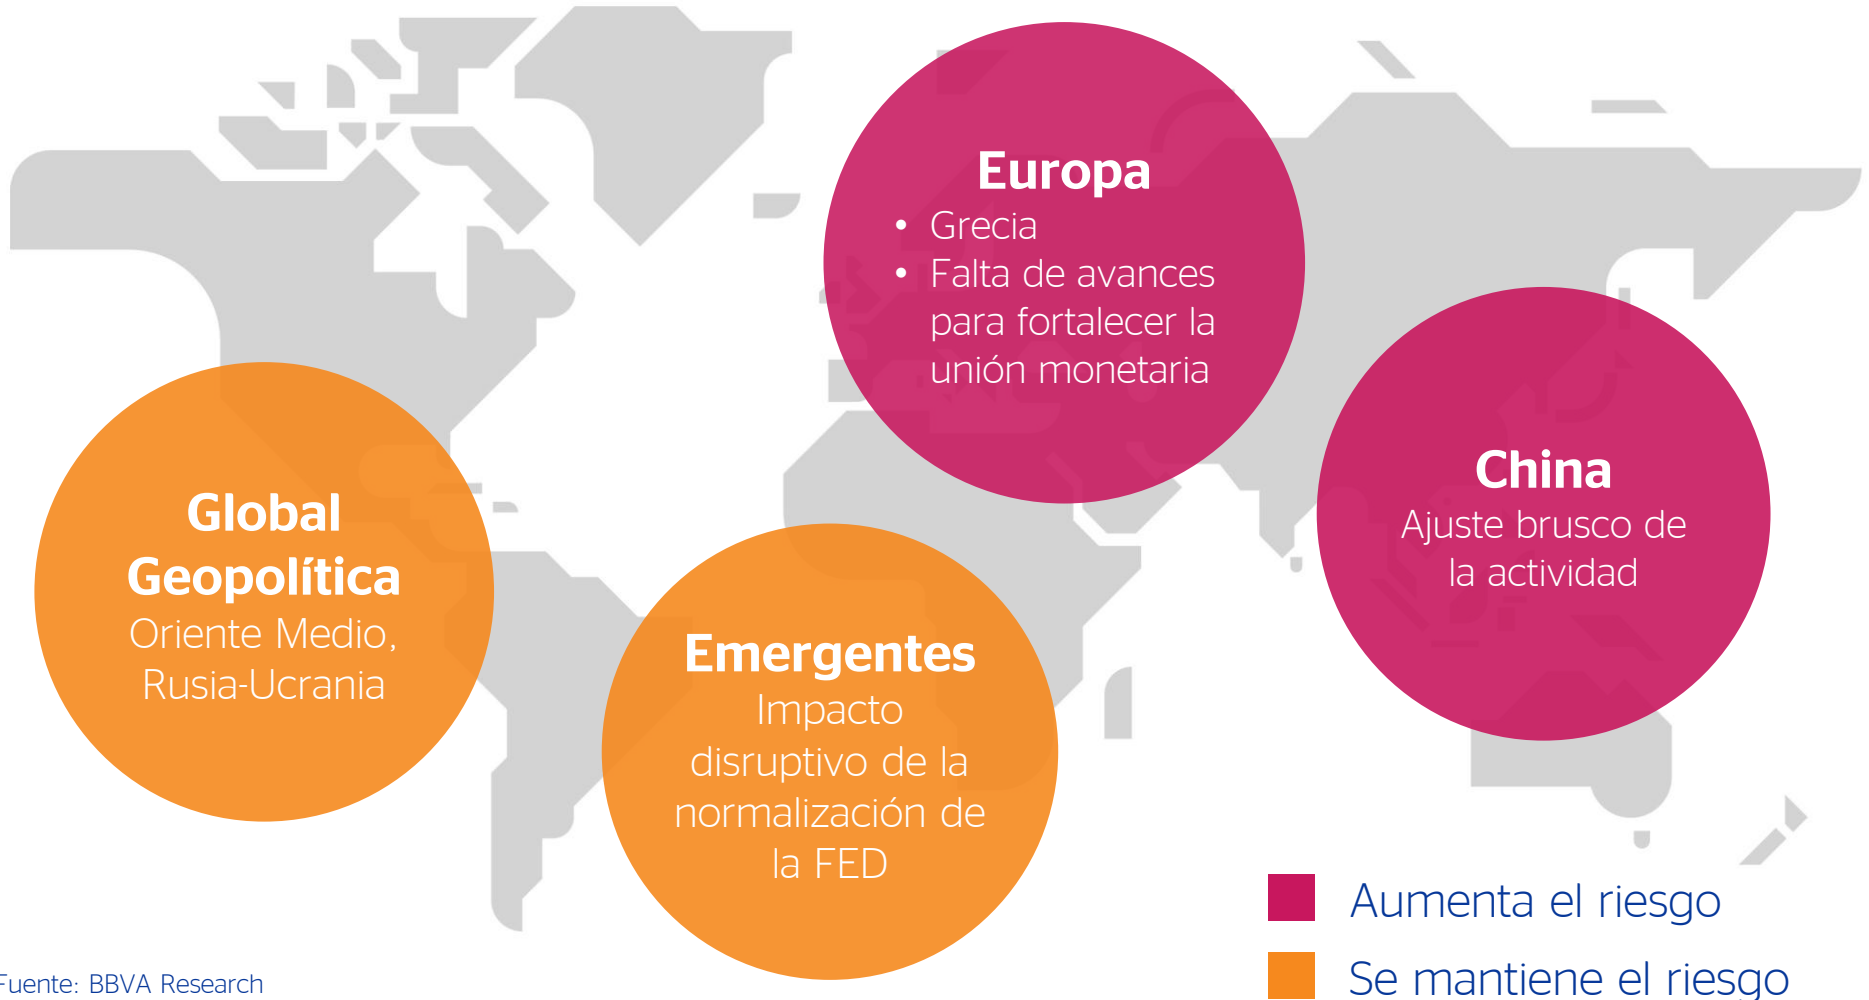 Europa
• Grecia
• Falta de avances
para fortalecer la
unión monetaria
China
Ajuste brusco de
la actividad
Global
Geopolítica
Oriente Medio,
Rusia-Ucrania
Emergentes
Impacto
disruptivo de la
normalización de
la FED
Aumenta el riesgo
Se mantiene el riesgo
Fuente: BBVA Research